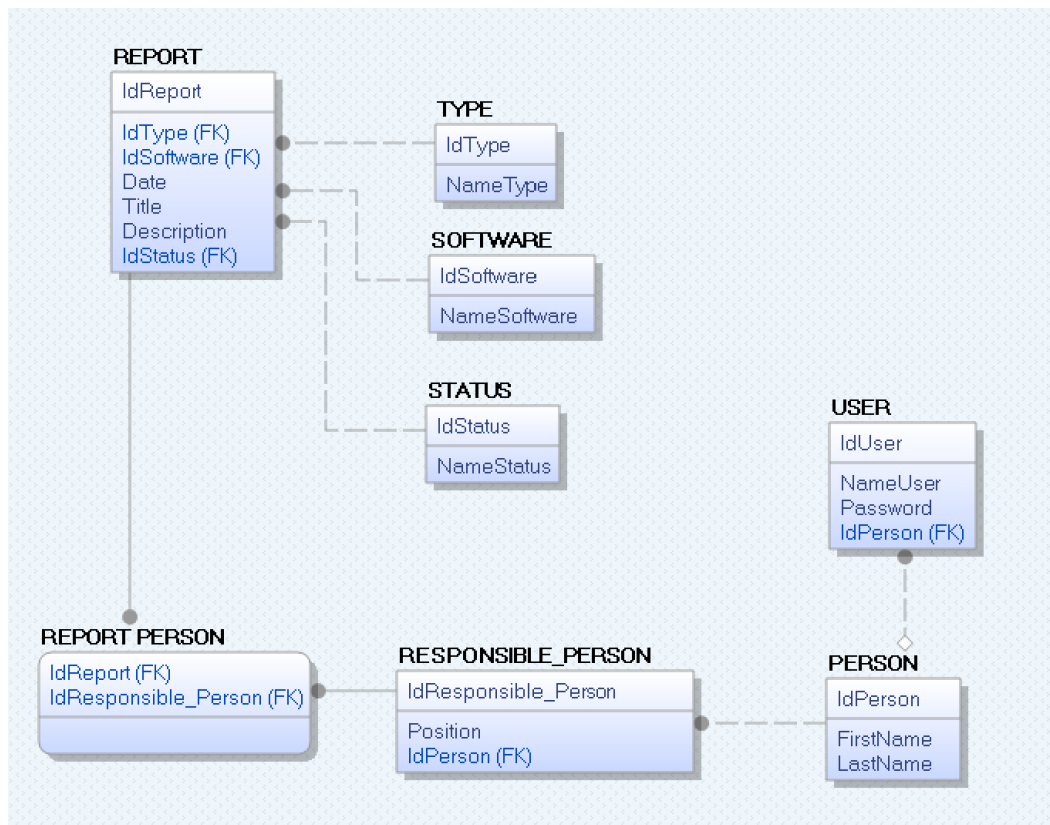 REPORT
IdReport
IdType (FK)
IdSoftware (FK)
Date
Title
Description
IdStatus (FK)
TYPE
IdType
NameType
SOFTWARE
IdSoftware
NameSoftware
STATUS
IdStatus
NameStatus
USER
IdUser
NameUser
Password
IdPerson (FK)
REPORT PERSON
IdReport (FK)
IdResponsible_Person (FK)
RESPONSIBLE_PERSON
IdResponsible_Person
Position
IdPerson (FK)
PERSON
IdPerson
FirstName
LastName